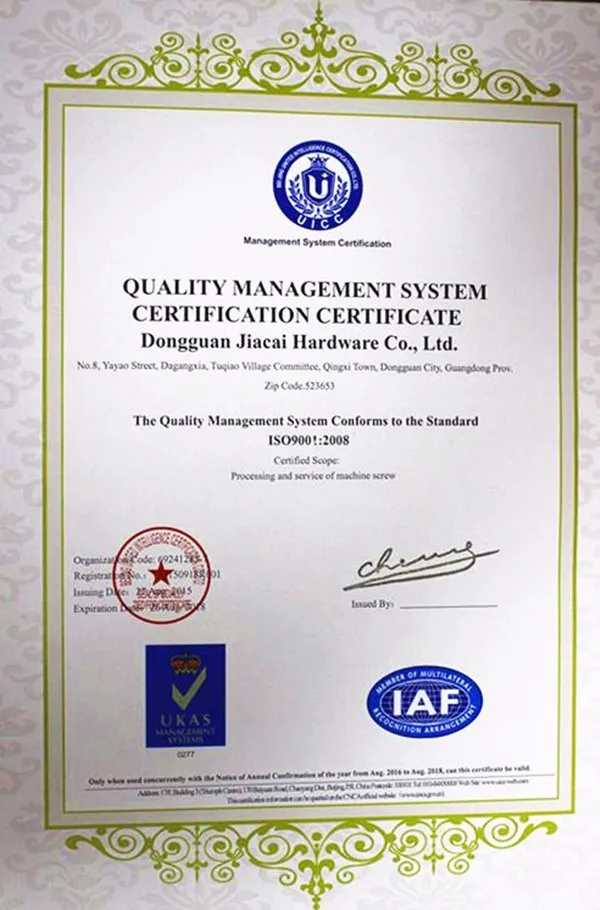 UICC
Management System Certification
QUALITY MANAGEMENT SYSTEM
CERTIFICATION CERTIFICATE
Dongguan Jiacai Hardware Co., Ltd.
No.8, Yayao Street, Dagangxia, Tuqiao Village Committee, Qingxi Town, Dongguan City, Guangdong Prov.
Zip Code.523653
The Quality Management System Conforms to the Standard
ISO9001:2008
Certified Scope:
Processing and service of machine screw
Organization Code:
Registration No.:
Issuing Date: 2015
Expiration 2018
Issued By:
UKAS
MANAGEMENT
SYSTEMS
0277
MEMBER OF MULTILATERAL
IAF
RECOGNITION ARRANGEMENT
Only when used concurrently with the Notice of Annual Confirmation of the year from Aug. 2016 to Aug. 2018, can this certificate be valid.